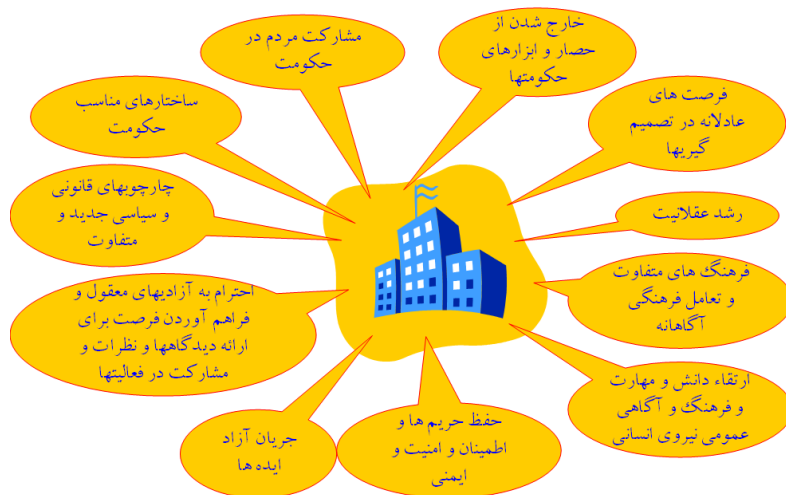 خارج شدن از
حصار و ابزارهای
حکومتها
مشارکت مردم در
حکومت
فرصت های
عادلانه در تصمیم
گیریها
ساختارهای مناسب
حکومت
رشد عقلانیت
چارچوبهای قانونی
و سیاسی جدید و
متفاوت
فرهنگ های متفاوت
و تعامل فرهنگی
آگاهانه
احترام به آزادیهای معقول و
فراهم آوردن فرصت برای
ارائه دیدگاهها و نظرات و
مشارکت در فعالیتها
ارتقاء دانش و مهارت
و فرهنگ و آگاهی
عمومی نیروی انسانی
حفظ حریم ها و
اطمینان و امنیت و
ایمنی
جریان آزاد
ایده ها